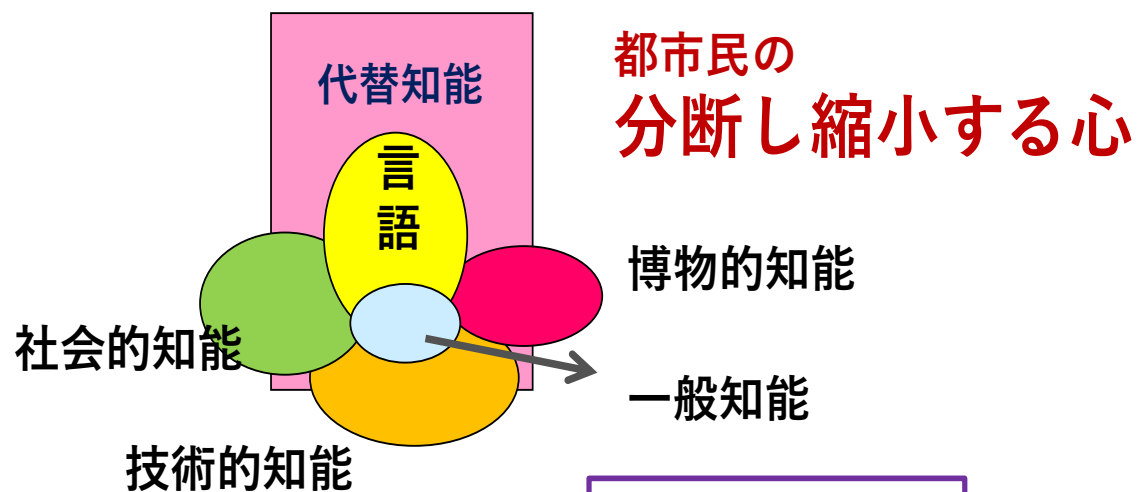 代替知能
都市民の
分断し縮小する心
言
語
博物的知能
社会的知能
一般知能
技術的知能